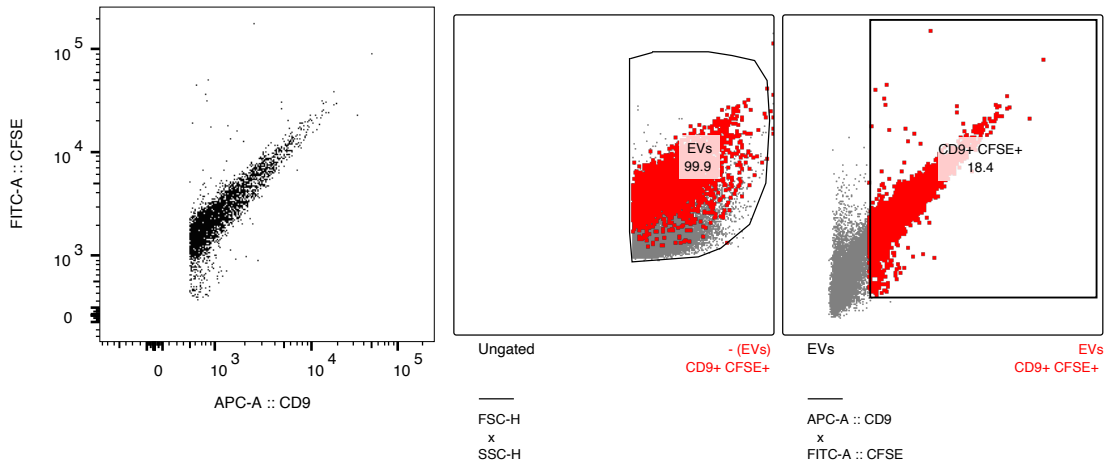 FITC-A :: CFSE
10^5
10^4
10^3
0
0
10^3
10^4
10^5
APC-A :: CD9
EVs
99.9
Ungated
- (EVs)
CD9+ CFSE+
FSC-H
x
SSC-H
CD9+ CFSE+
18.4
EVs
EVs
CD9+ CFSE+
APC-A :: CD9
x
FITC-A :: CFSE